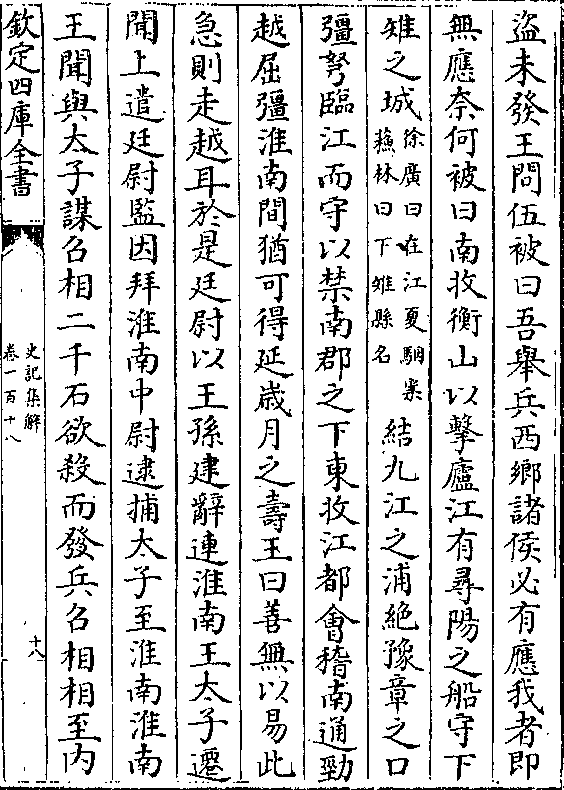 盗未發王問伍被曰吾舉兵西鄉諸侯必有應我者即
無應奈何被曰南收衡山以擊廬江有尋陽之船守下
雉之城徐廣曰在江夏駰案蘇林曰下雉縣名結九江之浦絶豫章之口
彊弩臨江而守以禁南郡之下東收江都會稽南通勁
越屈彊淮南間猶可得延歲月之壽王曰善無以易此
急則走越耳於是廷尉以王孫建辭連淮南王太子遷
聞上遣廷尉監因拜淮南中尉逮捕太子至淮南淮南
王聞與太子謀召相二千石欲殺而發兵召相相至内
欽定四庫全書
史記集解
卷一百十八
十八